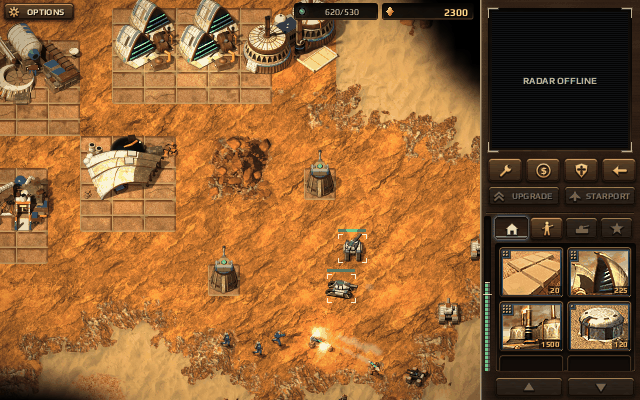 OPTIONS
620/530
2300
RADAR OFFLINE
UPGRADE
STARPORT
20
225
1500
120